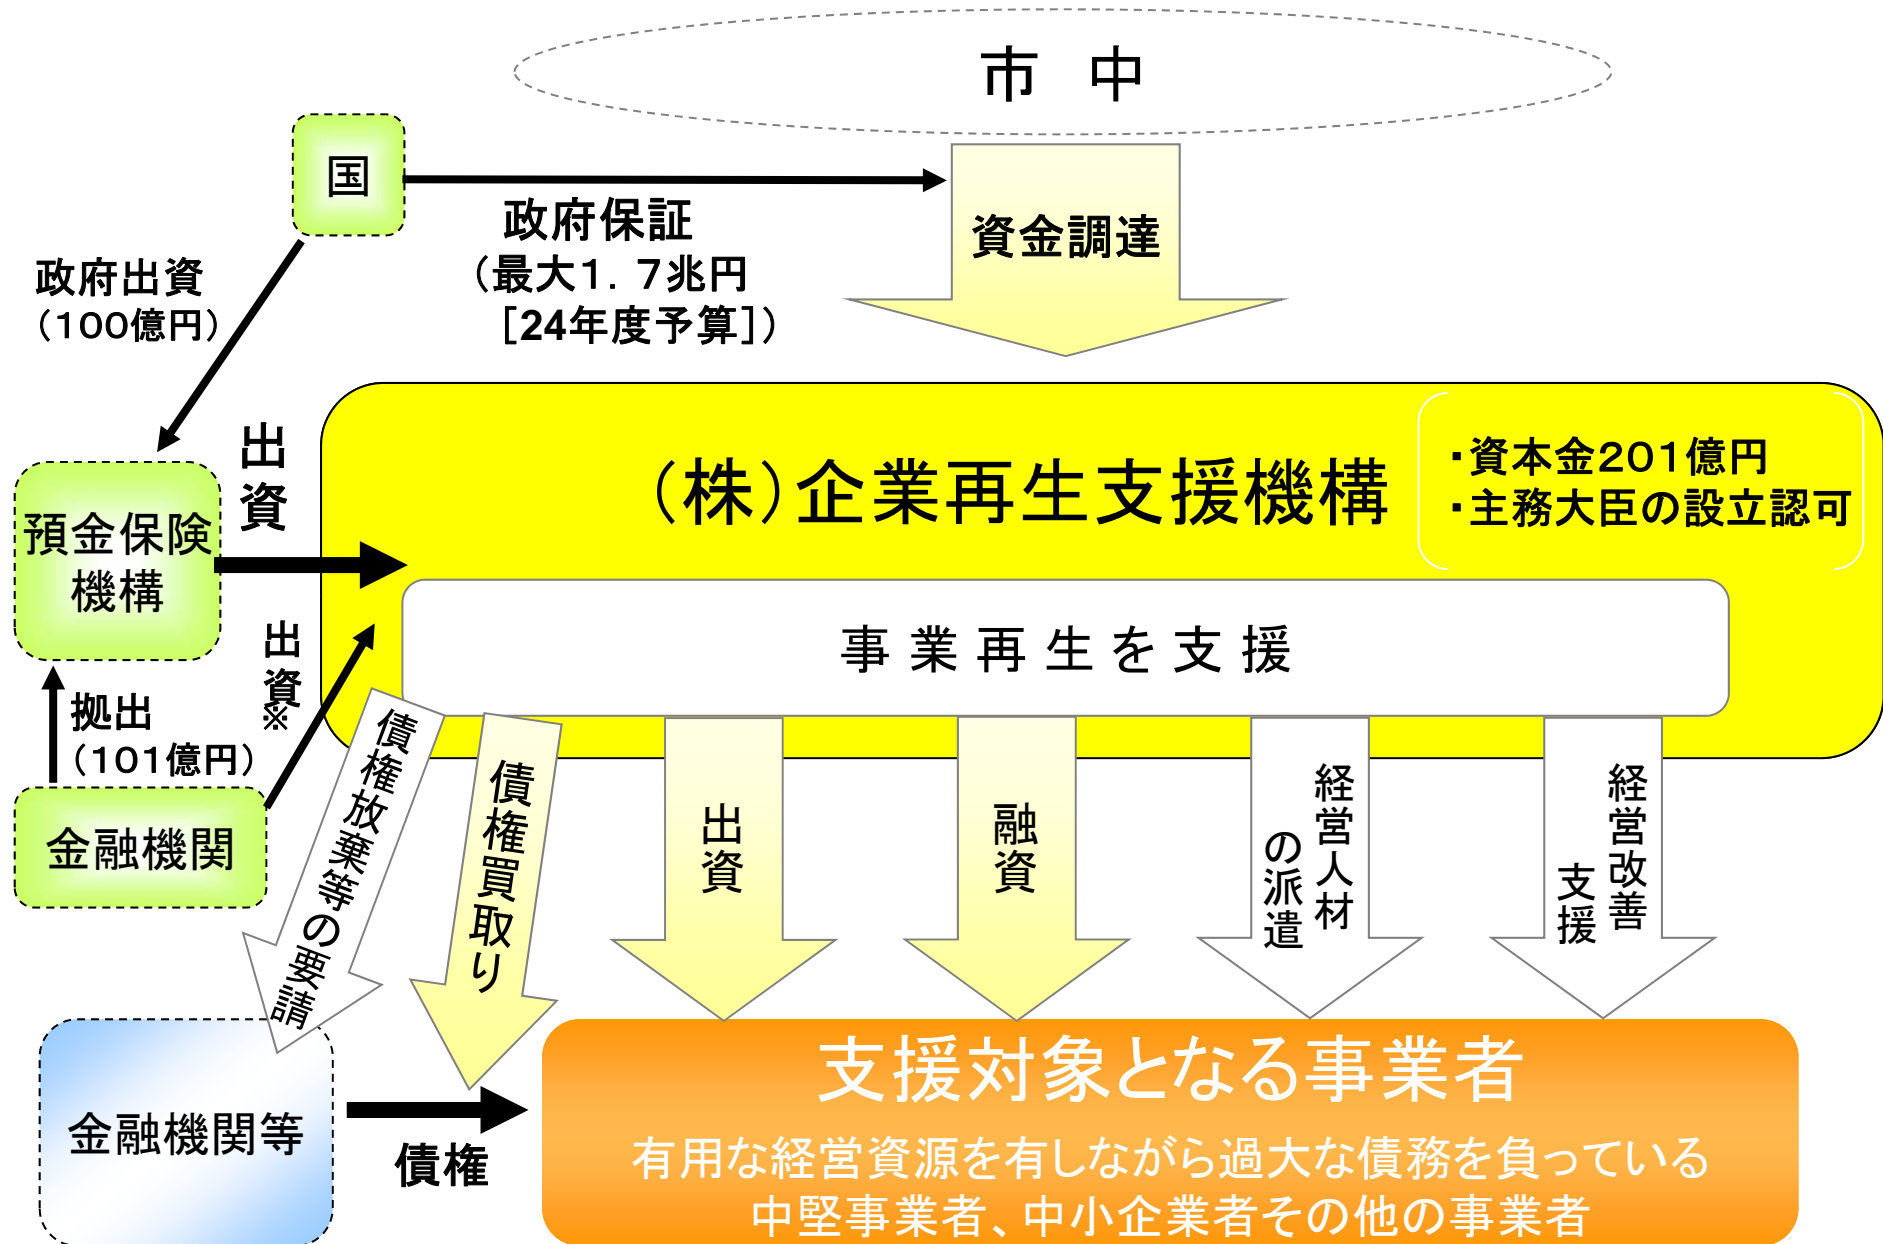 市　中
国
政府保証
（最大１．７兆円
［24年度予算］）
資金調達
政府出資
（１００億円）
出資
預金保険
機構
（株）企業再生支援機構
・資本金２０１億円
・主務大臣の設立認可
事業再生を支援
出資※
拠出
（１０１億円）
金融機関
債権放棄等の要請
債権買取り
出資
融資
経営人材
の派遣
経営改善
支援
金融機関等
債権
支援対象となる事業者
有用な経営資源を有しながら過大な債務を負っている
中堅事業者、中小企業者その他の事業者